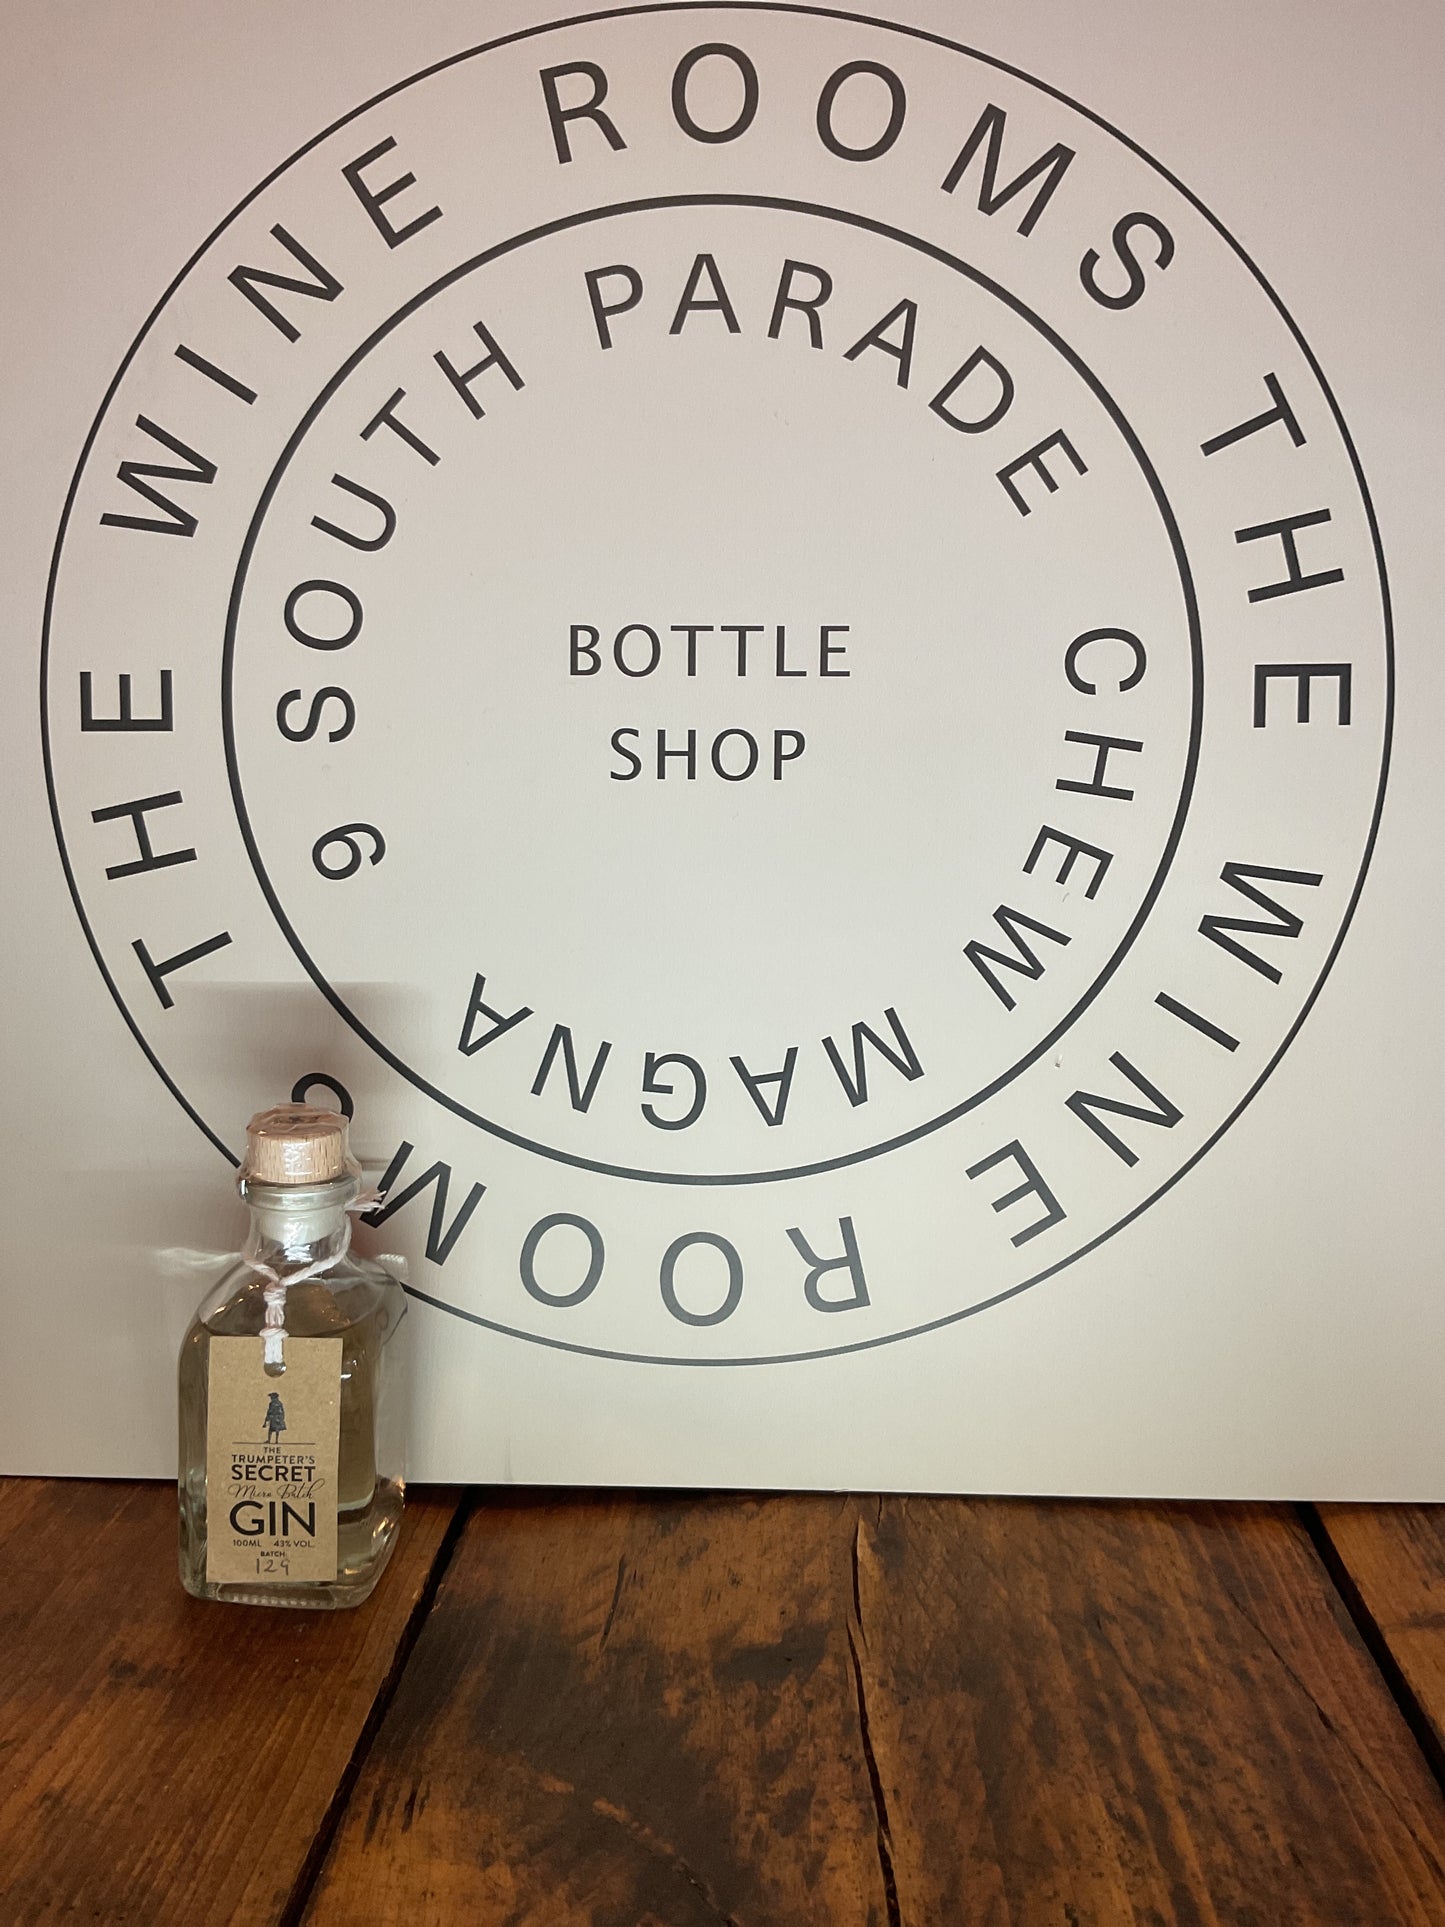 THE WINE ROOMS THE WINE ROOMS
6 SOUTH PARADE CHEW MAGNA
BOTTLE
SHOP
THE
TRUMPETER'S
SECRET
Micro Batch
GIN
100ML 43% VOL.
BATCH
129